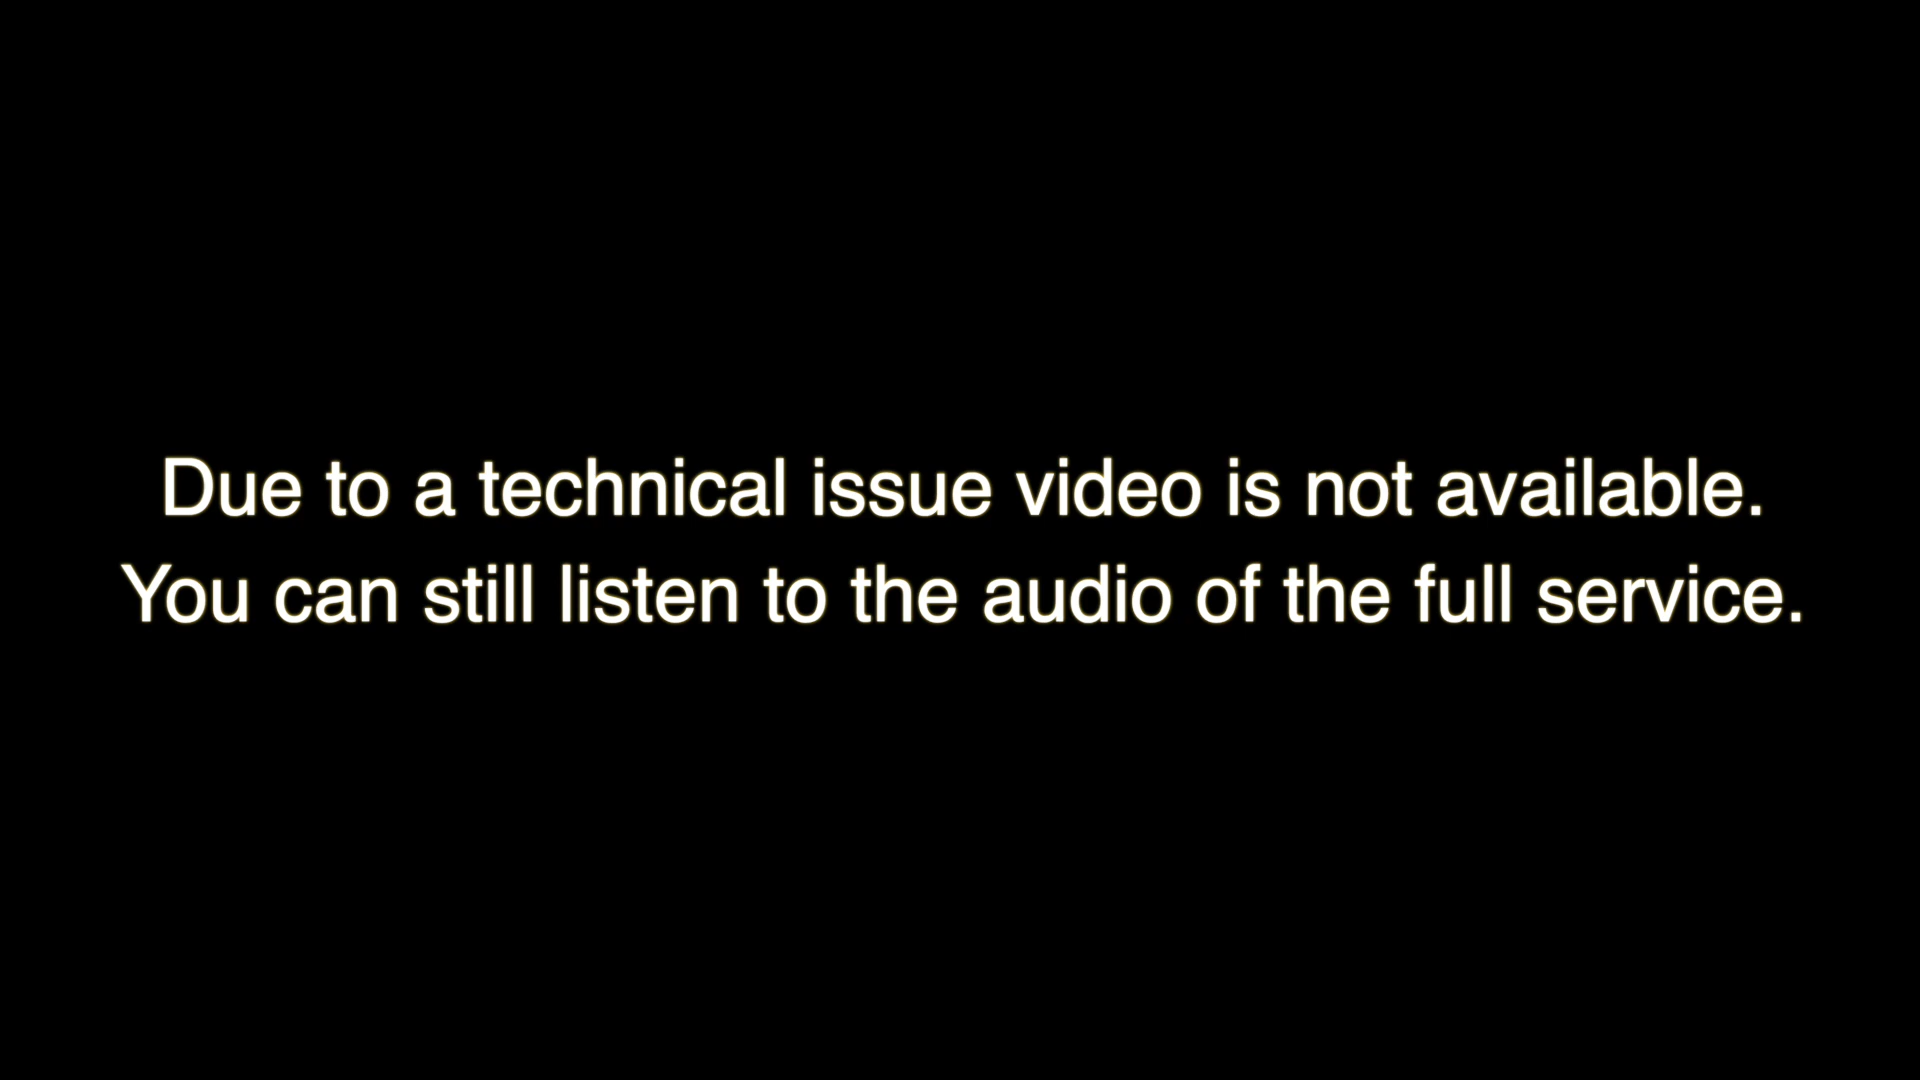 Due to a technical issue video is not available.
You can still listen to the audio of the full service.